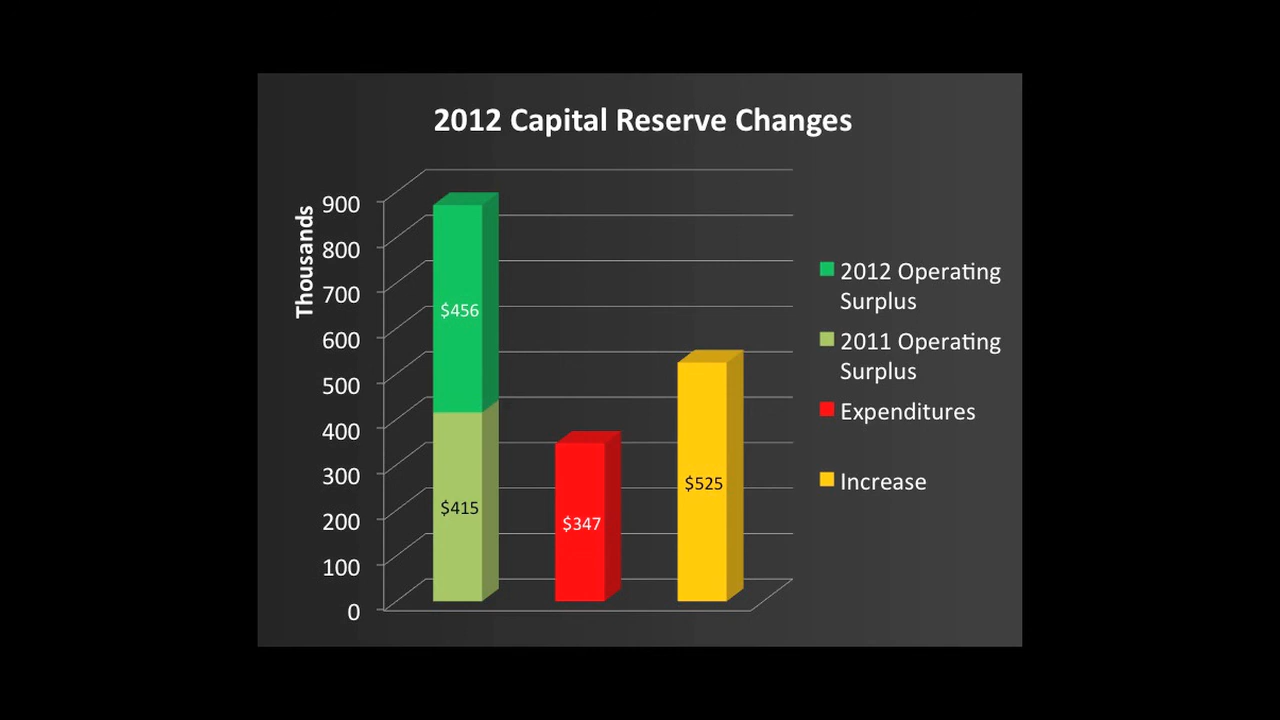 2012 Capital Reserve Changes
Thousands
900
800
700
600
500
400
300
200
100
0
$456
$415
$347
$525
2012 Operating
Surplus
2011 Operating
Surplus
Expenditures
Increase